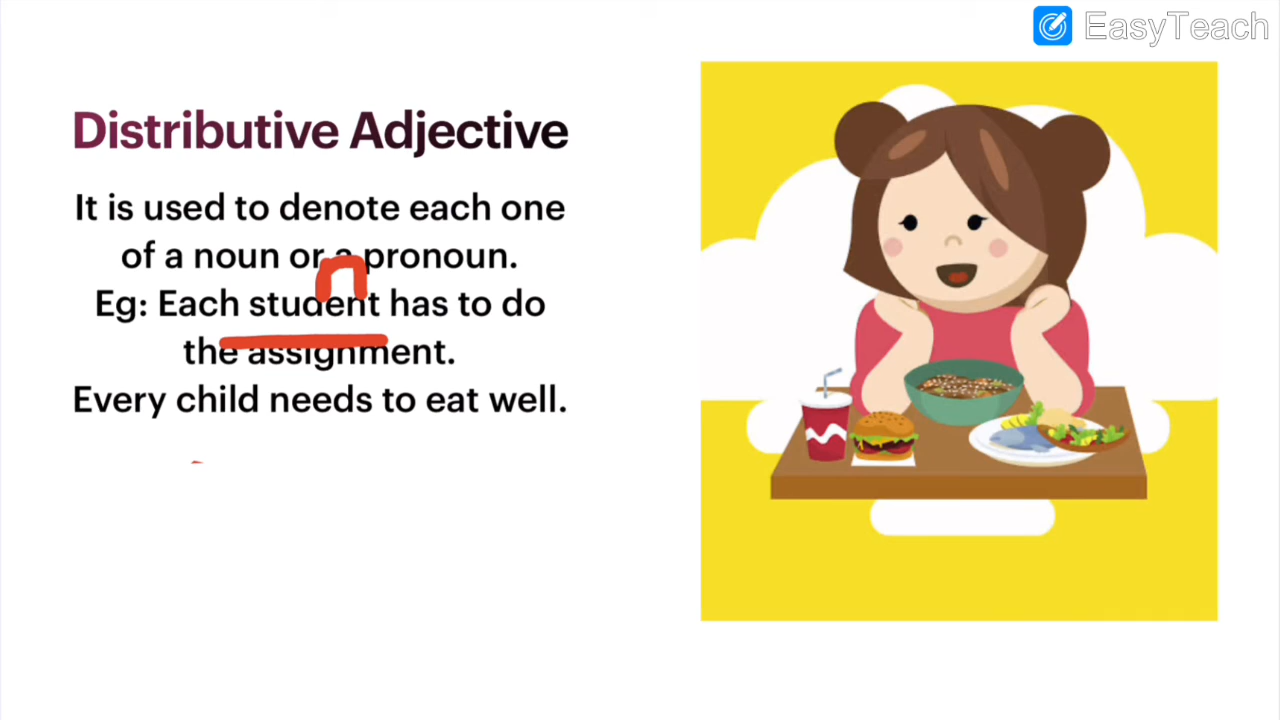 EasyTeach
Distributive Adjective
It is used to denote each one
of a noun or a pronoun.
Eg: Each student has to do
the assignment.
Every child needs to eat well.
n